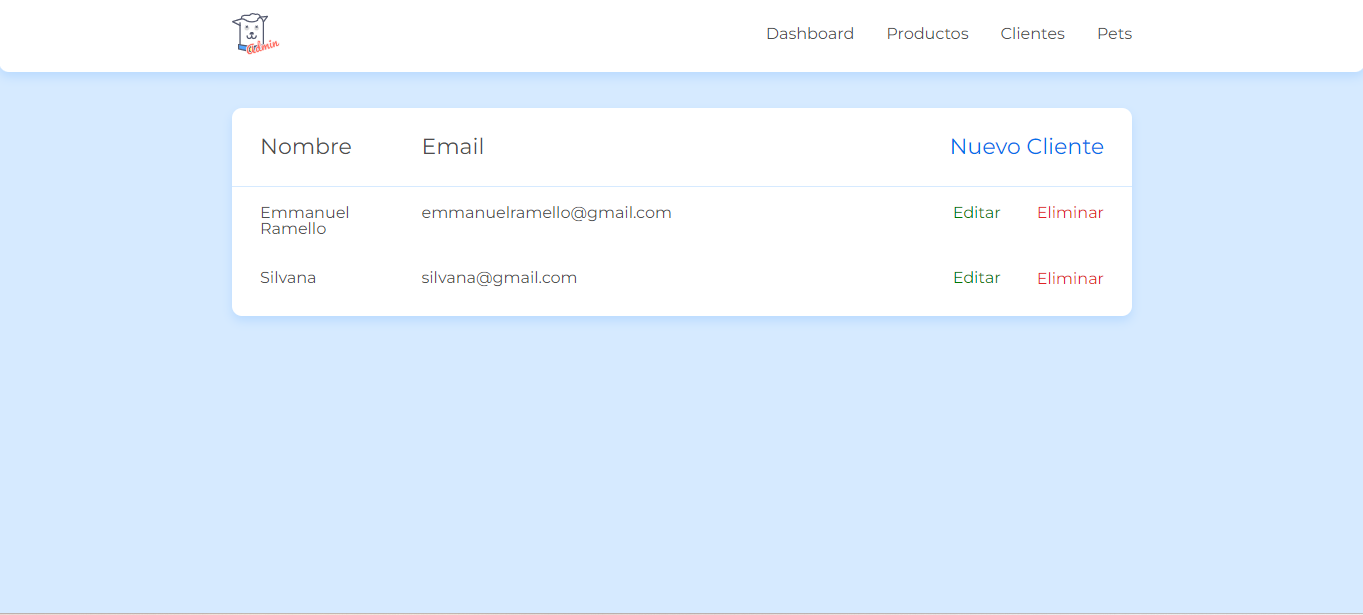 Admin
Dashboard Productos Clientes Pets
Nombre Email Nuevo Cliente
Emmanuel
Ramello emmanuelramello@gmail.com Editar Eliminar
Silvana silvana@gmail.com Editar Eliminar